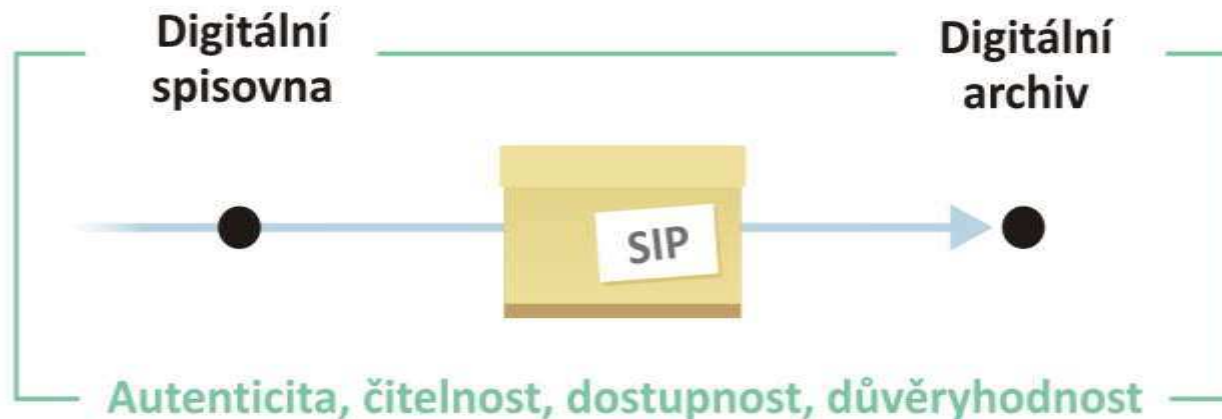 Digitální
spisovna
Digitální
archiv
SIP
Autenticita, čitelnost, dostupnost, důvěryhodnost